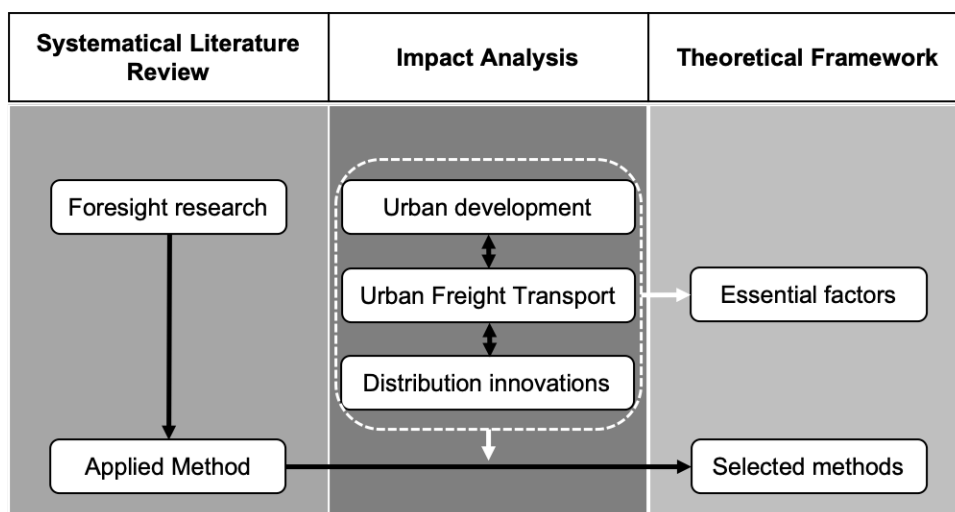 Systematical Literature
Review
Impact Analysis
Theoretical Framework
Foresight research
Urban development
Urban Freight Transport
Essential factors
Distribution innovations
Applied Method
Selected methods